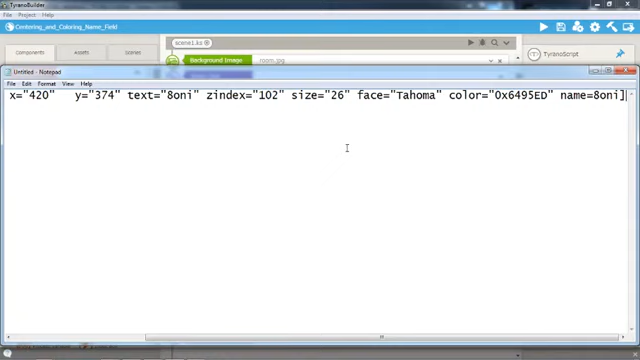 TyranoBuilder
File Project Help
Centering_and_Coloring_Name_Field
Components Assets Scenes
scene1.ks
TyranoScript
Background Image room.jpg
Untitled - Notepad
File Edit Format View Help
x="420" y="374" text="8oni" zindex="102" size="26" face="Tahoma" color="0x6495ED" name=8oni]